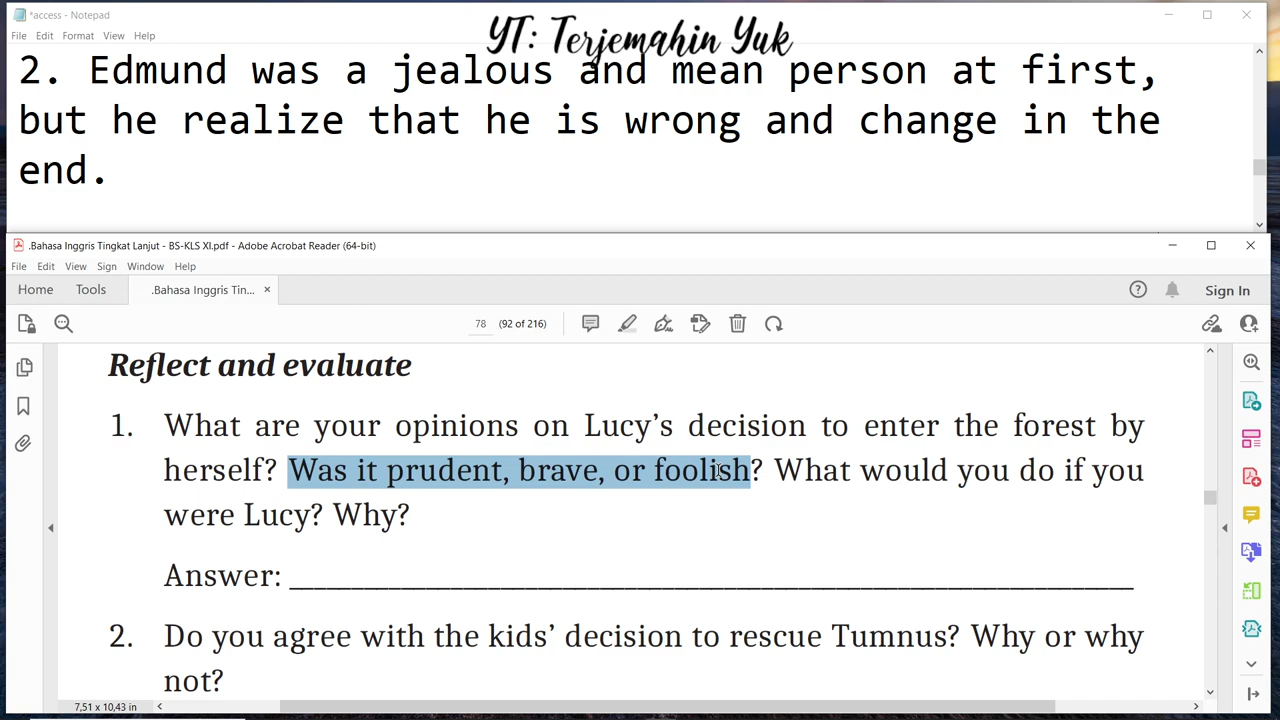 *access - Notepad
YT: Terjemahin Yuk
File Edit Format View Help
2. Edmund was a jealous and mean person at first,
but he realize that he is wrong and change in the
end.
.Bahasa Inggris Tingkat Lanjut - BS-KLS XI.pdf - Adobe Acrobat Reader (64-bit)
File Edit View Sign Window Help
Home Tools .Bahasa Inggris Tin... × Sign In
78 (92 of 216)
Reflect and evaluate
1. What are your opinions on Lucy’s decision to enter the forest by
herself? Was it prudent, brave, or foolish? What would you do if you
were Lucy? Why?
Answer: ____________________
2. Do you agree with the kids’ decision to rescue Tumnus? Why or why
not?
7,51 x 10,43 in